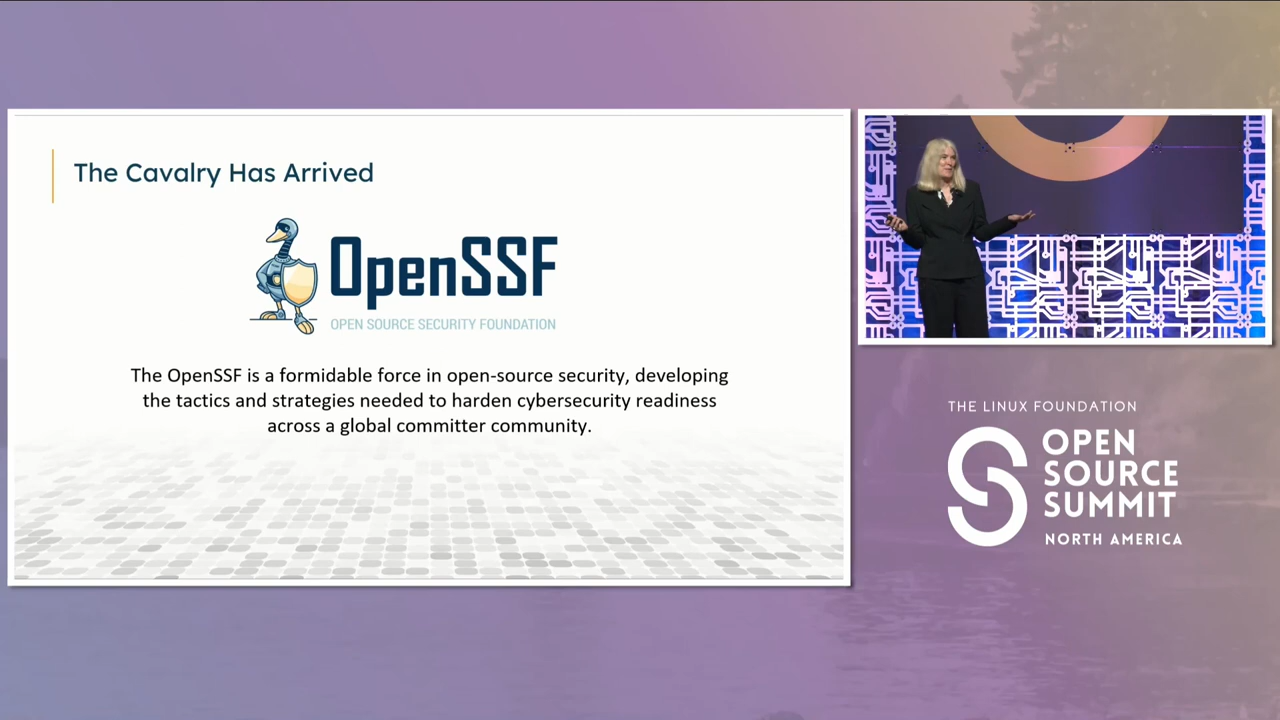 The Cavalry Has Arrived
OpenSSF
OPEN SOURCE SECURITY FOUNDATION
The OpenSSF is a formidable force in open-source security, developing
the tactics and strategies needed to harden cybersecurity readiness
across a global committer community.
THE LINUX FOUNDATION
OPEN
SOURCE
SUMMIT
NORTH AMERICA